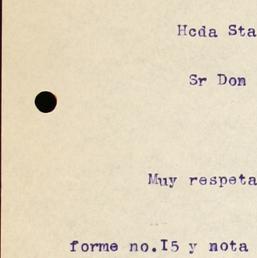 Hcda Sta
Sr Don
Muy respeta
forme no.I5 y nota